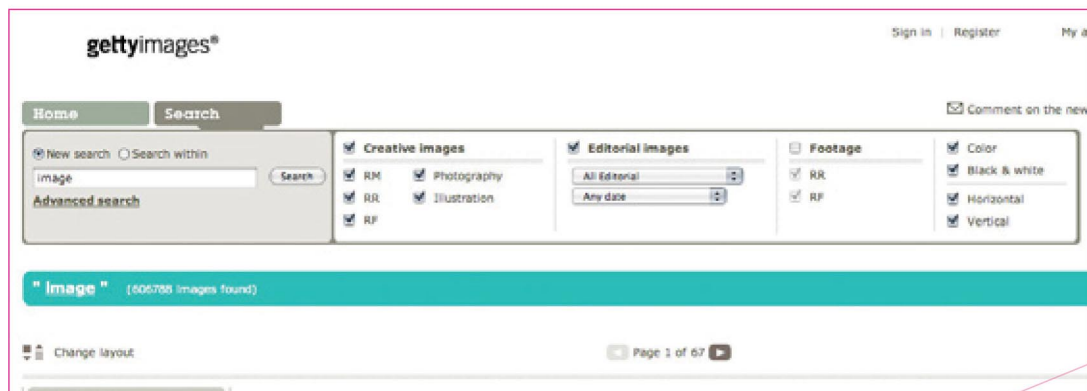 gettyimages®
Sign in | Register My a
Home Search
Comment on the new
New search Search within
image Search
Advanced search
Creative images
RM Photography
RR Illustration
RF
Editorial images
All Editorial
Any date
Footage
RR
RF
Color
Black & white
Horizontal
Vertical
" image " (606788 images found)
Change layout
Page 1 of 67